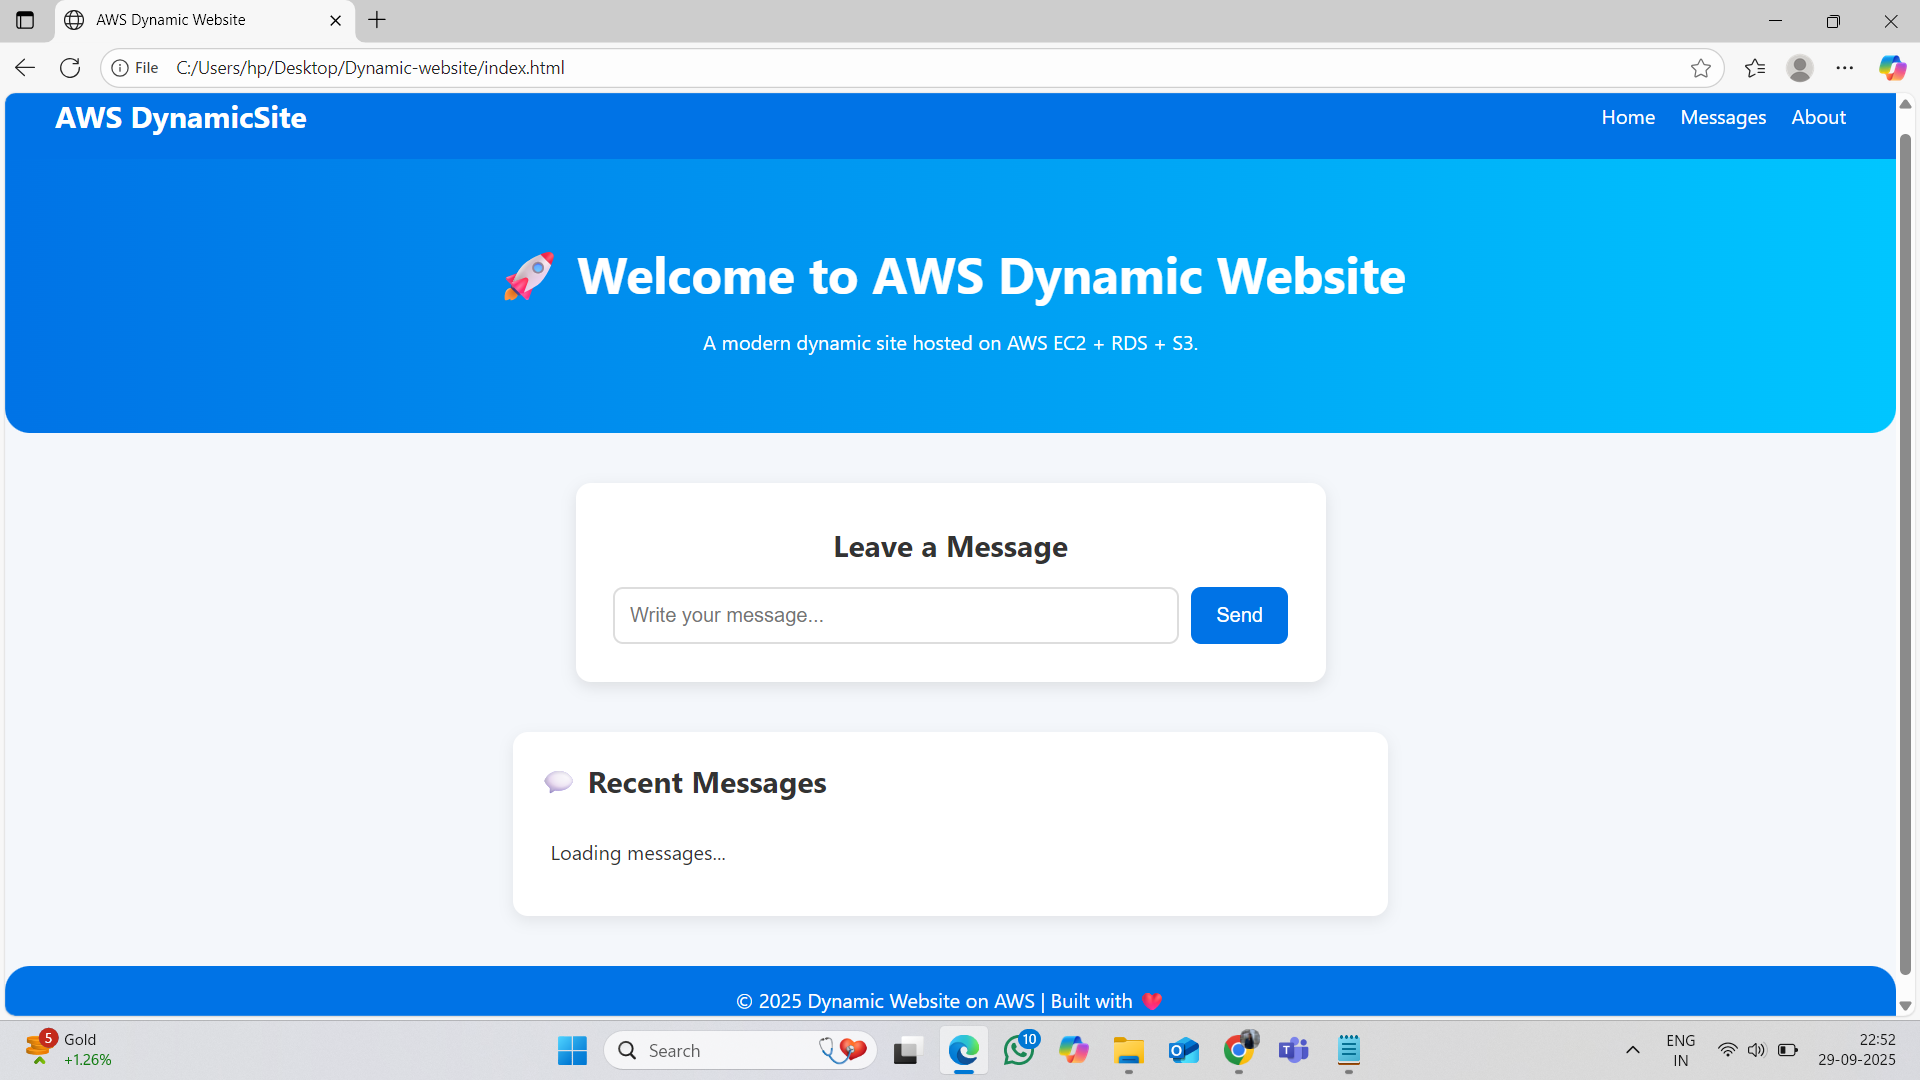 AWS Dynamic Website
File C:/Users/hp/Desktop/Dynamic-website/index.html
AWS DynamicSite
Home Messages About
🚀 Welcome to AWS Dynamic Website
A modern dynamic site hosted on AWS EC2 + RDS + S3.
Leave a Message
Write your message...
Send
💬 Recent Messages
Loading messages...
© 2025 Dynamic Website on AWS | Built with ❤️
5
Gold
+1.26%
Search
10
ENG
IN
22:52
29-09-2025